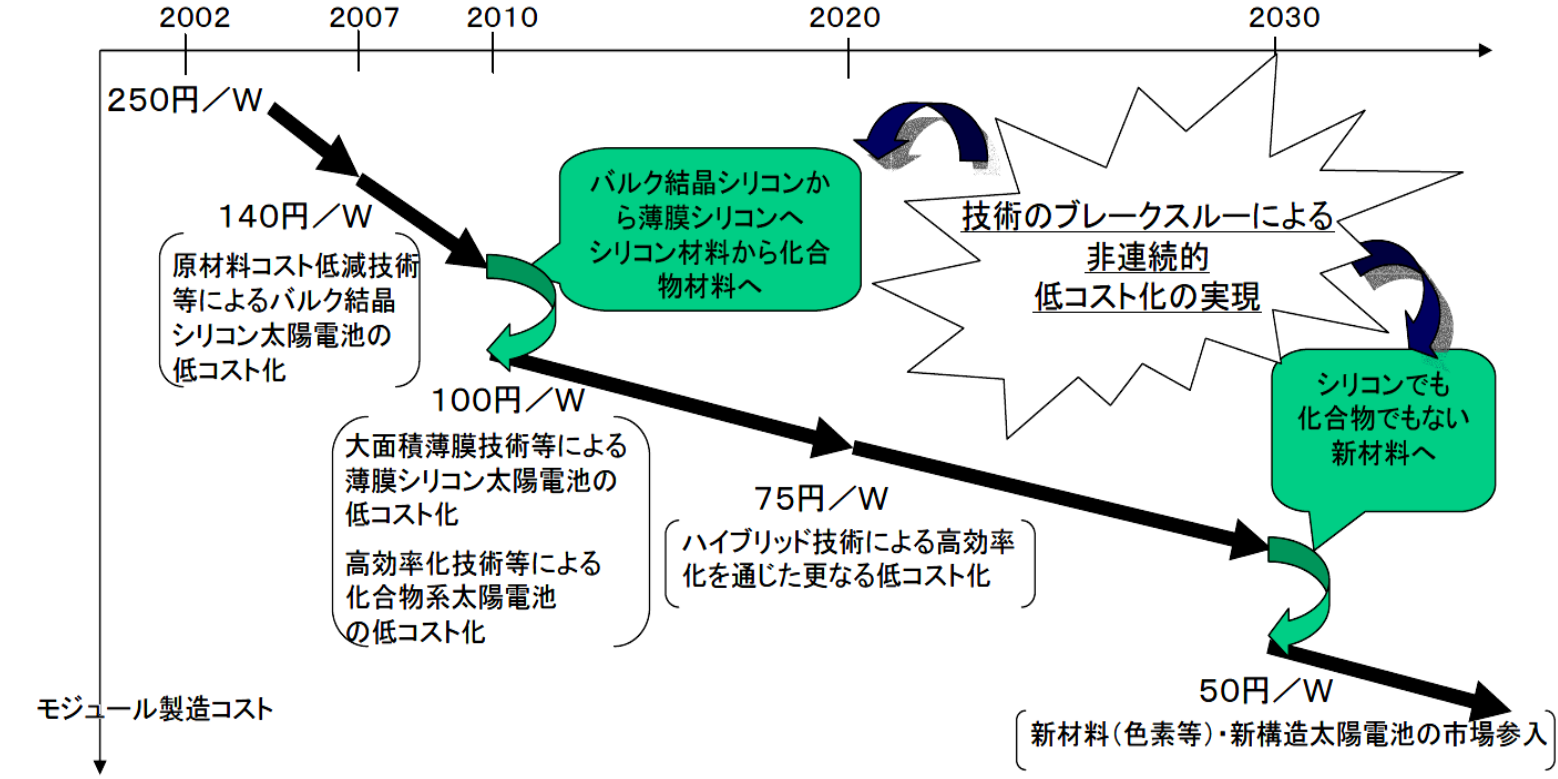 2002
2007
2010
2020
2030
250円／W
140円／W
原材料コスト低減技術
等によるバルク結晶
シリコン太陽電池の
低コスト化
バルク結晶シリコンか
ら薄膜シリコンへ
シリコン材料から化合
物材料へ
技術のブレークスルーによる
非連続的
低コスト化の実現
100円／W
大面積薄膜技術等による
薄膜シリコン太陽電池の
低コスト化
高効率化技術等による
化合物系太陽電池
の低コスト化
75円／W
ハイブリッド技術による高効率
化を通じた更なる低コスト化
シリコンでも
化合物でもない
新材料へ
50円／W
新材料（色素等）・新構造太陽電池の市場参入
モジュール製造コスト